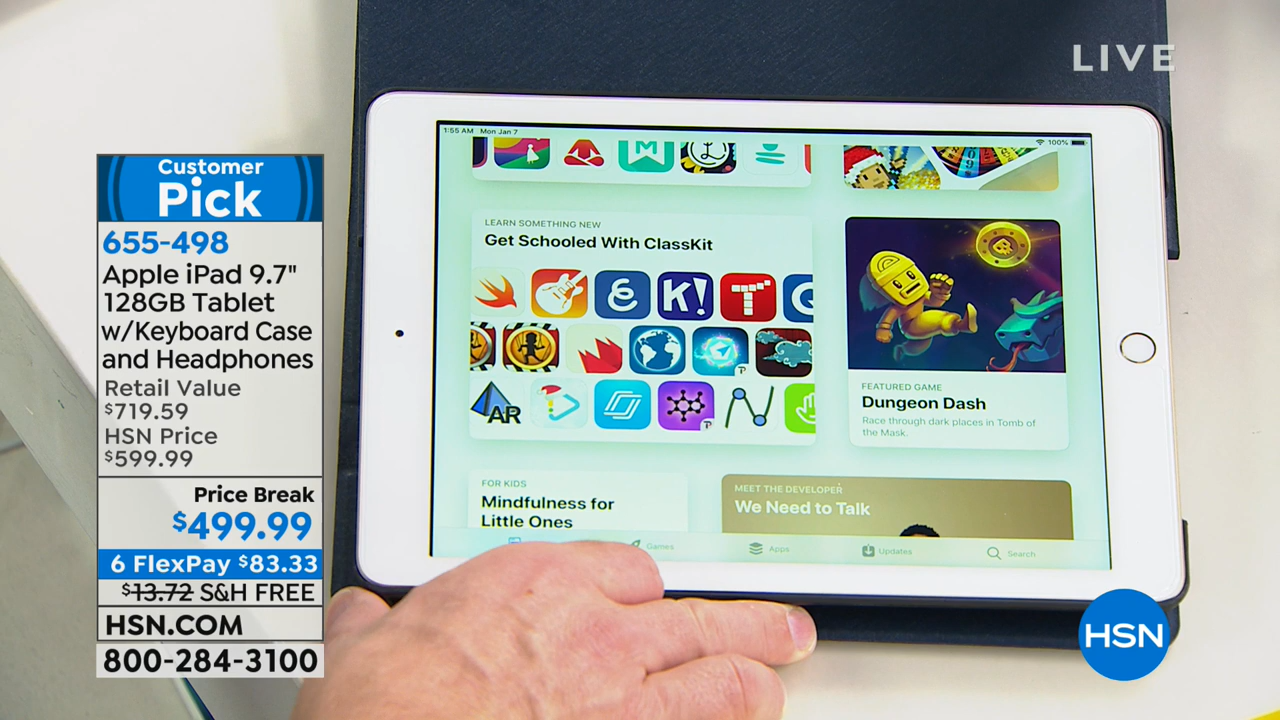 LIVE
Customer
Pick
655-498
Apple iPad 9.7"
128GB Tablet
w/Keyboard Case
and Headphones
Retail Value
$719.59
HSN Price
$599.99
Price Break
$499.99
6 FlexPay $83.33
$13.72 S&H FREE
HSN.COM
800-284-3100
1:55 AM Mon Jan 7
100%
LEARN SOMETHING NEW
Get Schooled With ClassKit
K!
T
AR
FEATURED GAME
Dungeon Dash
Race through dark places in Tomb of
the Mask.
FOR KIDS
Mindfulness for
Little Ones
MEET THE DEVELOPER
We Need to Talk
Games
Apps
Updates
Search
HSN